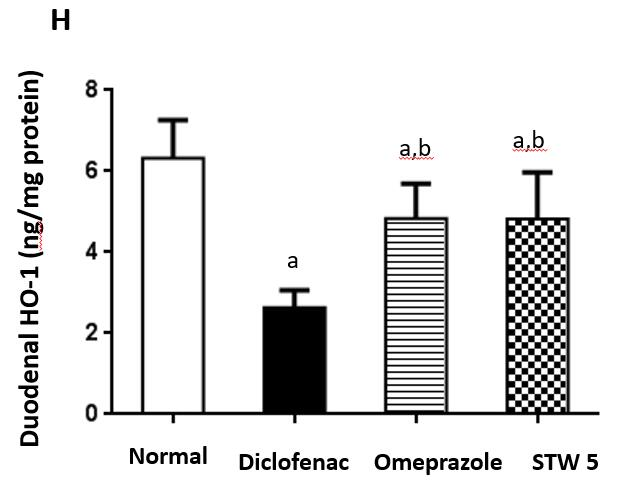 H
Duodenal HO-1 (ng/mg protein)
8
6
4
2
0
a
a,b
a,b
Normal
Diclofenac
Omeprazole
STW 5